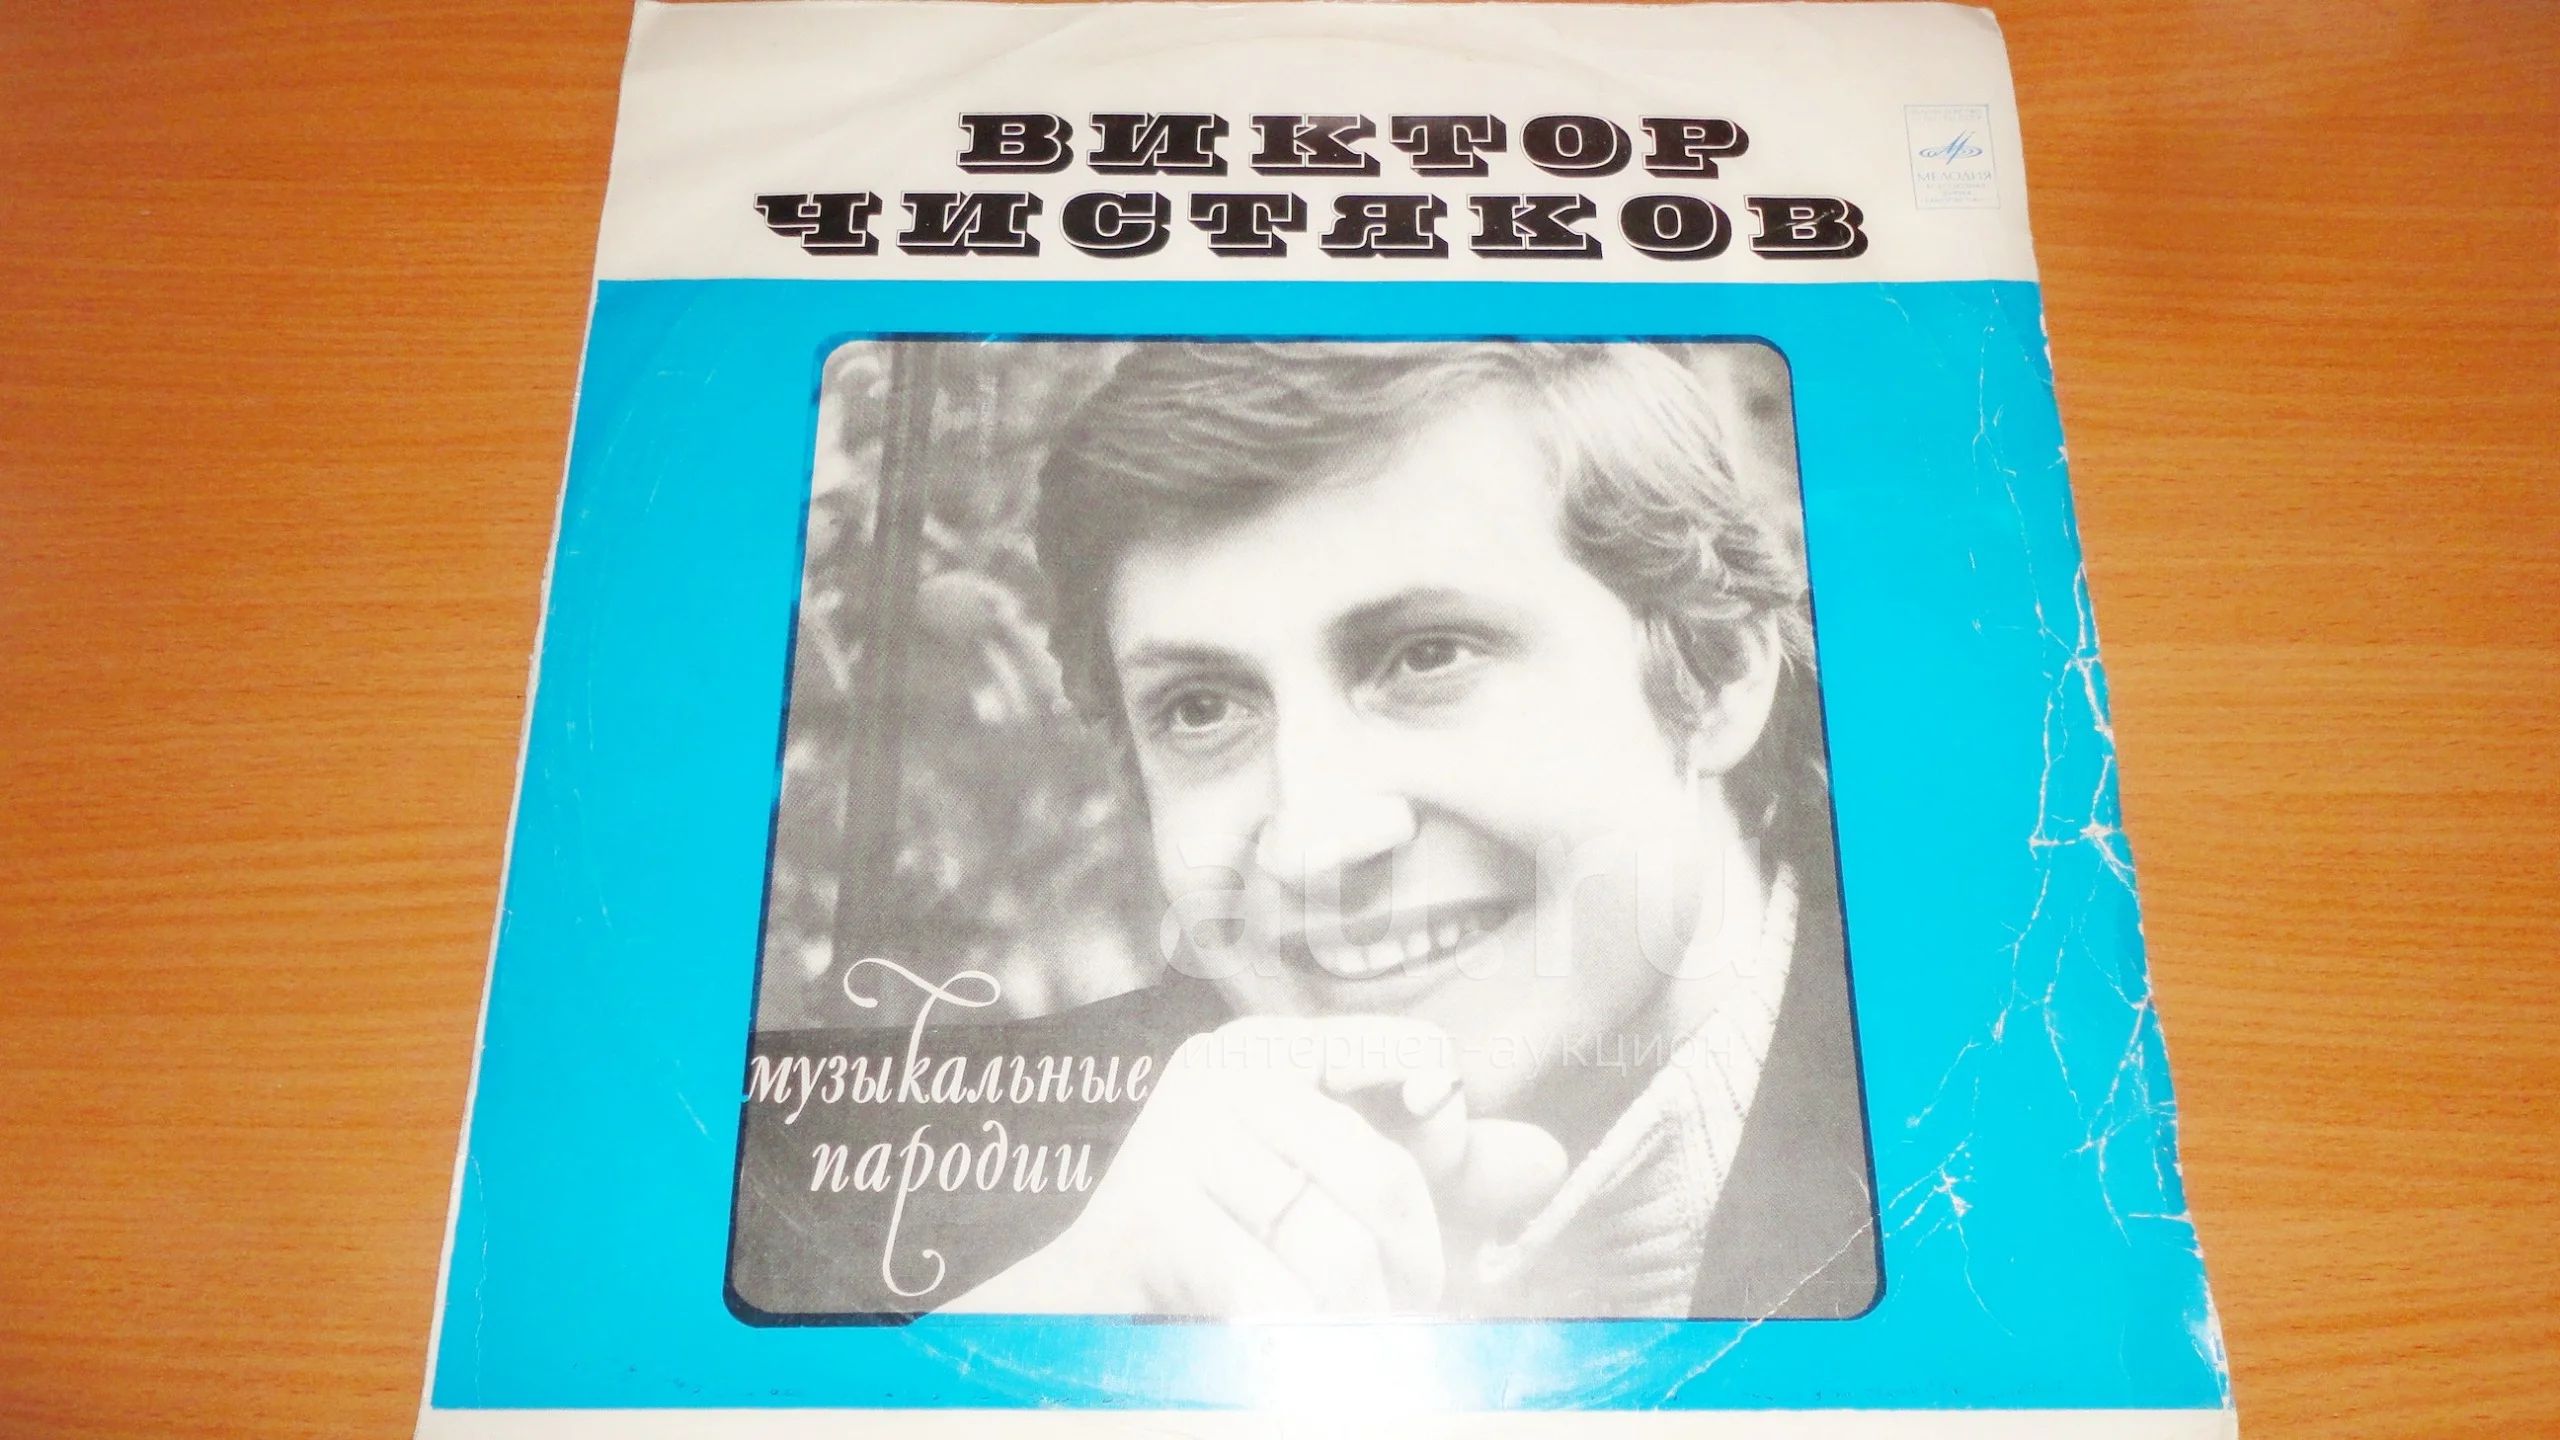 ВИКТОР
ЧИСТЯКОВ
МЕЛОДИЯ
музыкальные
пародии
au.ru
интернет-аукцион